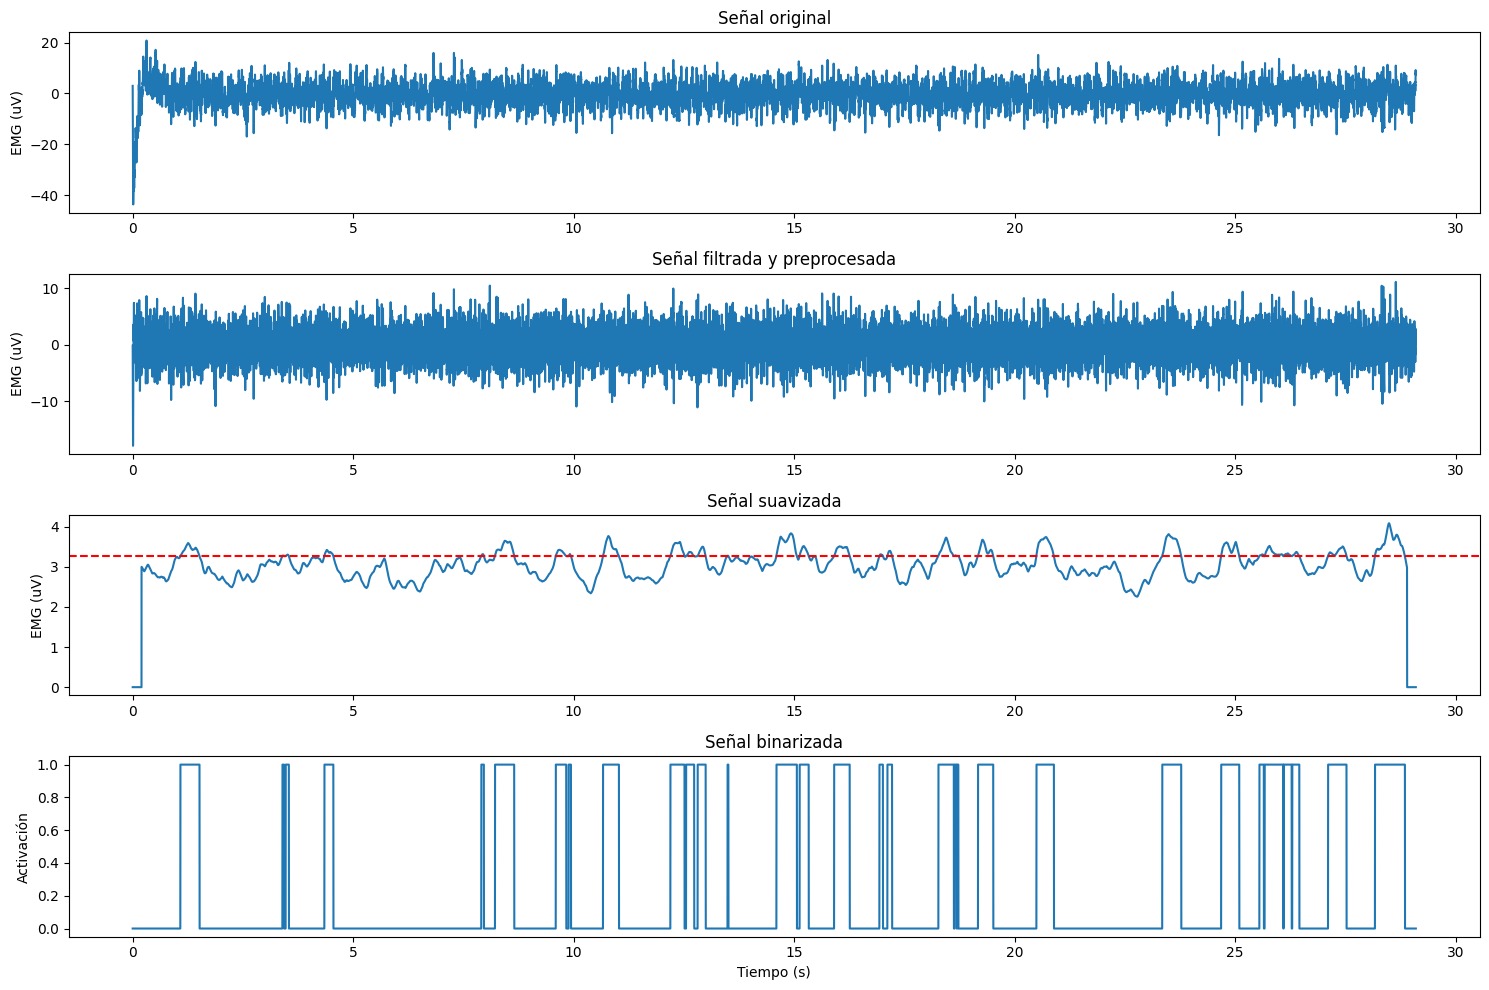 Señal original
EMG (uV)
20
0
−20
−40
0 5 10 15 20 25 30
Señal filtrada y preprocesada
EMG (uV)
10
0
−10
0 5 10 15 20 25 30
Señal suavizada
EMG (uV)
4
3
2
1
0
0 5 10 15 20 25 30
Señal binarizada
Activación
1.0
0.8
0.6
0.4
0.2
0.0
0 5 10 15 20 25 30
Tiempo (s)